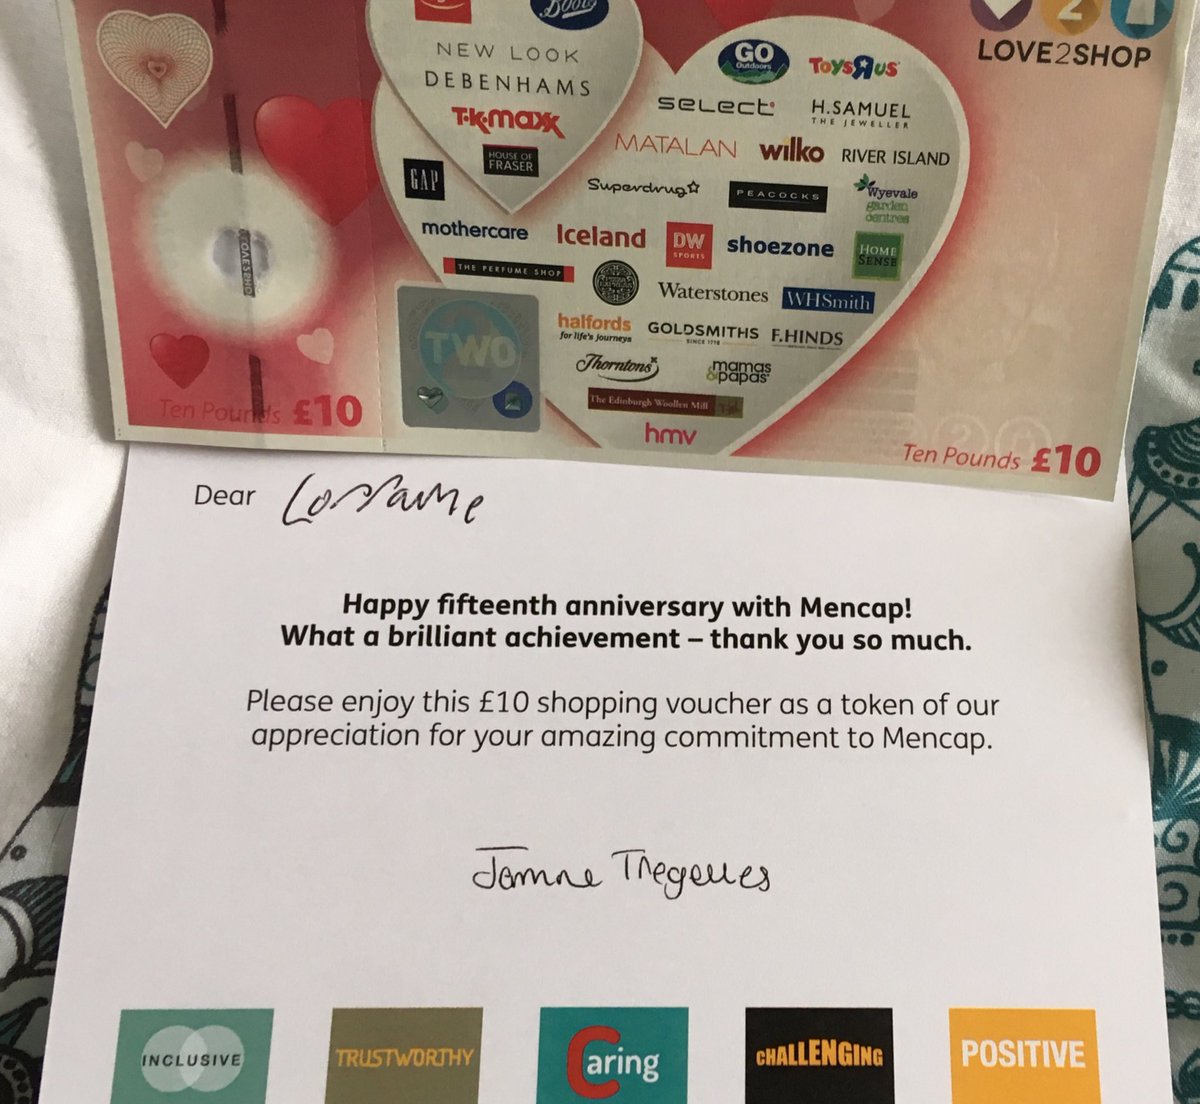 Boots
NEW LOOK
DEBENHAMS
T.K.maxx
HOUSE OF
FRASER
GAP
LOVE2SHOP
GO
Outdoors
TOYSRUS
SELECT
H.SAMUEL
THE JEWELLER
MATALAN
wilko
RIVER ISLAND
Superdrug
PEACOCKS
Wyevale
garden
centres
mothercare
Iceland
DW
SPORTS
shoezone
HOME
SENSE
THE PERFUME SHOP
Waterstones
WHSmith
halfords
for life's journeys
GOLDSMITHS
SINCE 1778
F.HINDS
Thorntons
mamas
&papas
The Edinburgh Woollen Mill
hmv
TWO
Ten Pounds £10
Ten Pounds £10
Dear Lorraine
Happy fifteenth anniversary with Mencap!
What a brilliant achievement – thank you so much.
Please enjoy this £10 shopping voucher as a token of our
appreciation for your amazing commitment to Mencap.
INCLUSIVE
TRUSTWORTHY
Caring
CHALLENGING
POSITIVE